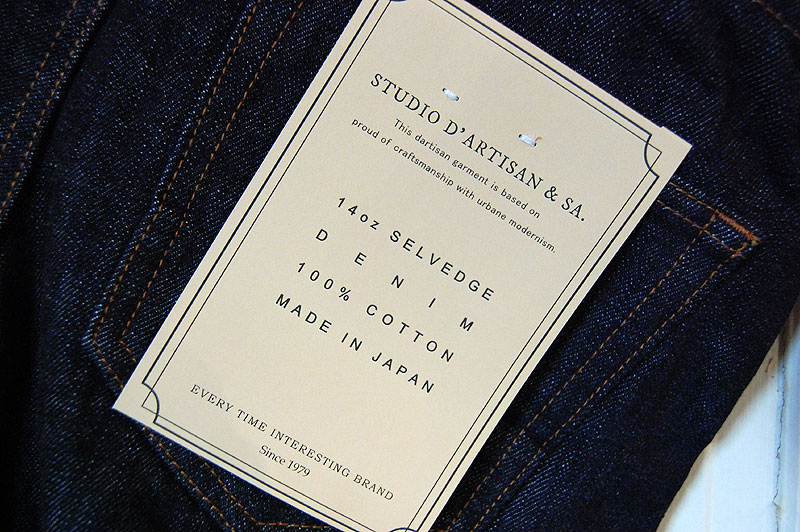 STUDIO D'ARTISAN & SA.
This dartisan garment is based on
proud of craftsmanship with urbane modernism.
14oz SELVEDGE
DENIM
100% COTTON
MADE IN JAPAN
EVERY TIME INTERESTING BRAND
Since 1979